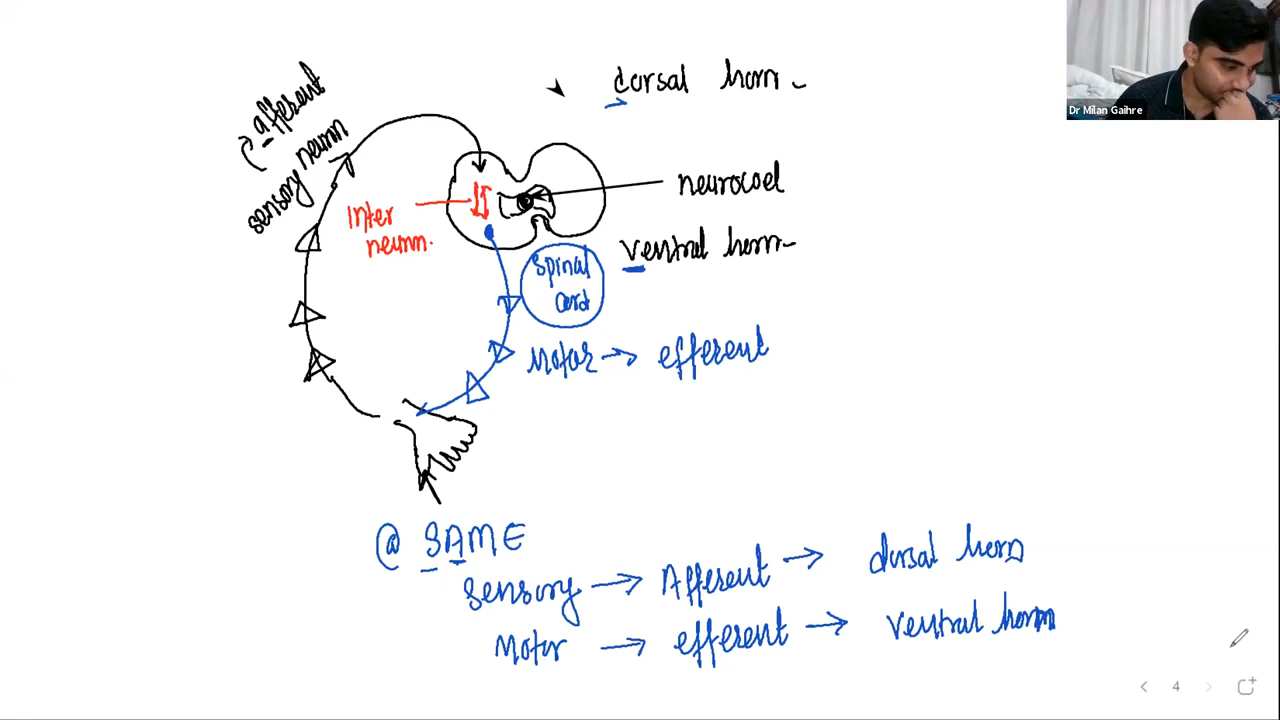 dorsal horn
Dr Milan Gaihre
afferent
sensory neuron
neurocoel
Inter
neuron.
ventral horn
Spinal
cord
Motor → efferent
@ SAME
Sensory → Afferent → dorsal horn
Motor → efferent → ventral horn
4